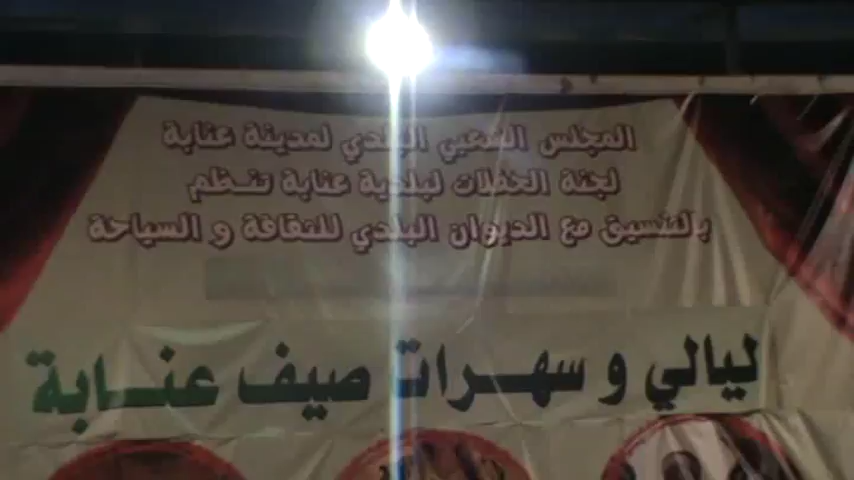 المجلس الشعبي البلدي لمدينة عنابة
لجنة الحفلات لبلدية عنابة تنظم
بالتنسيق مع الديوان البلدي للثقافة و السياحة
ليالي و سهرات صيف عنابة